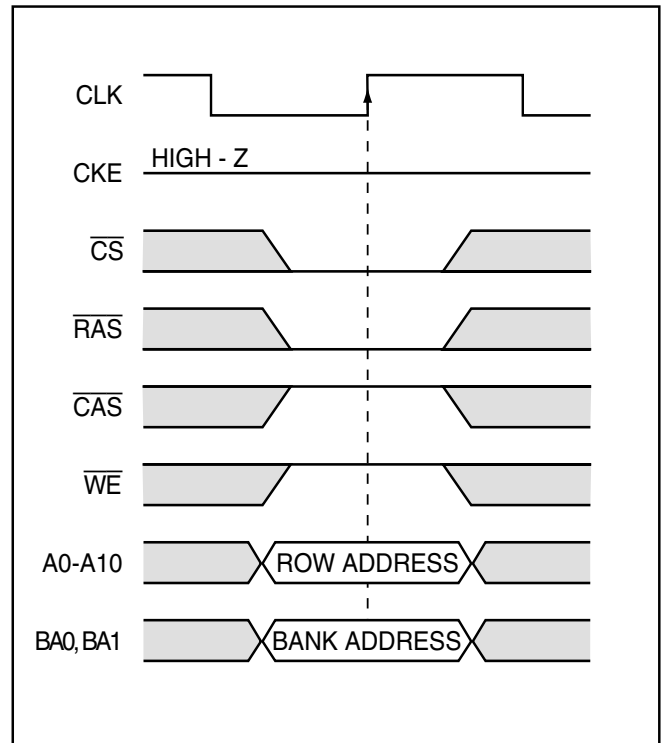 CLK
CKE HIGH - Z
CS
RAS
CAS
WE
A0-A10 ROW ADDRESS
BA0, BA1 BANK ADDRESS